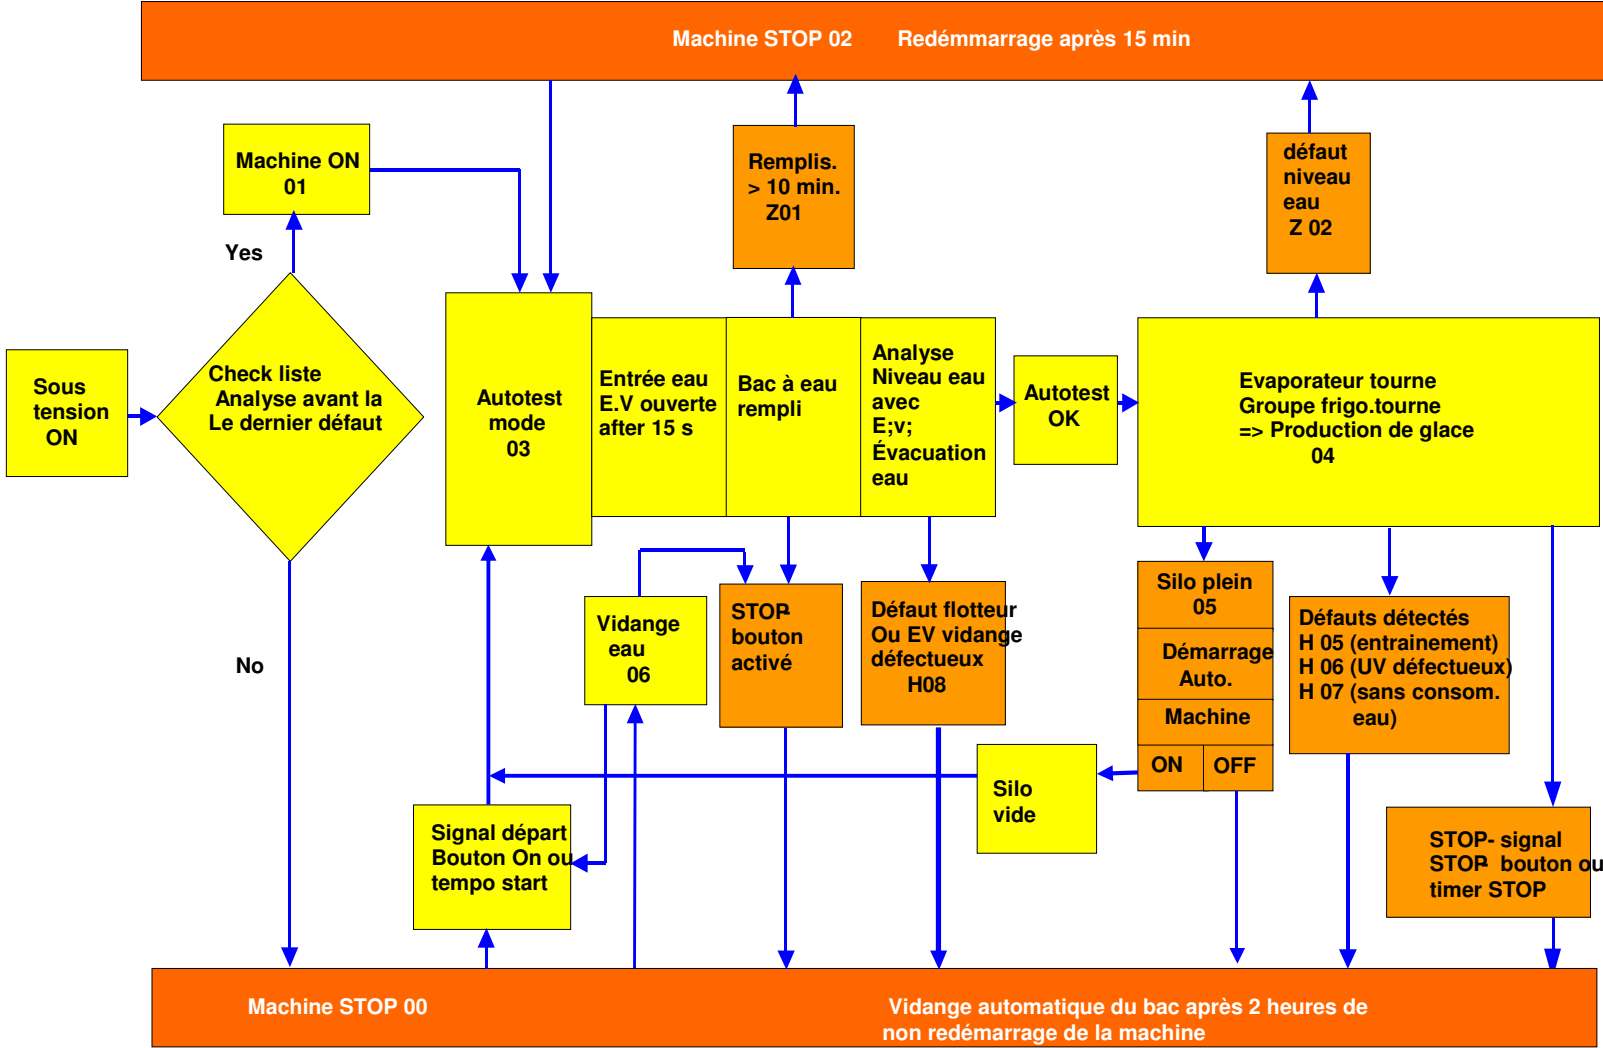 Machine STOP 02 Redémmarrage après 15 min
Machine ON
01
Remplis.
> 10 min.
Z01
défaut
niveau
eau
Z 02
Yes
Sous
tension
ON
Check liste
Analyse avant la
Le dernier défaut
Autotest
mode
03
Entrée eau
E.V ouverte
after 15 s
Bac à eau
rempli
Analyse
Niveau eau
avec
E;v;
Évacuation
eau
Autotest
OK
Evaporateur tourne
Groupe frigo.tourne
=> Production de glace
04
No
Vidange
eau
06
STOP-
bouton
activé
Défaut flotteur
Ou EV vidange
défectueux
H08
Silo plein
05
Démarrage
Auto.
Machine
ON OFF
Défauts détectés
H 05 (entrainement)
H 06 (UV défectueux)
H 07 (sans consom.
eau)
Silo
vide
Signal départ
Bouton On ou
tempo start
STOP- signal
STOP- bouton ou
timer STOP
Machine STOP 00
Vidange automatique du bac après 2 heures de
non redémarrage de la machine